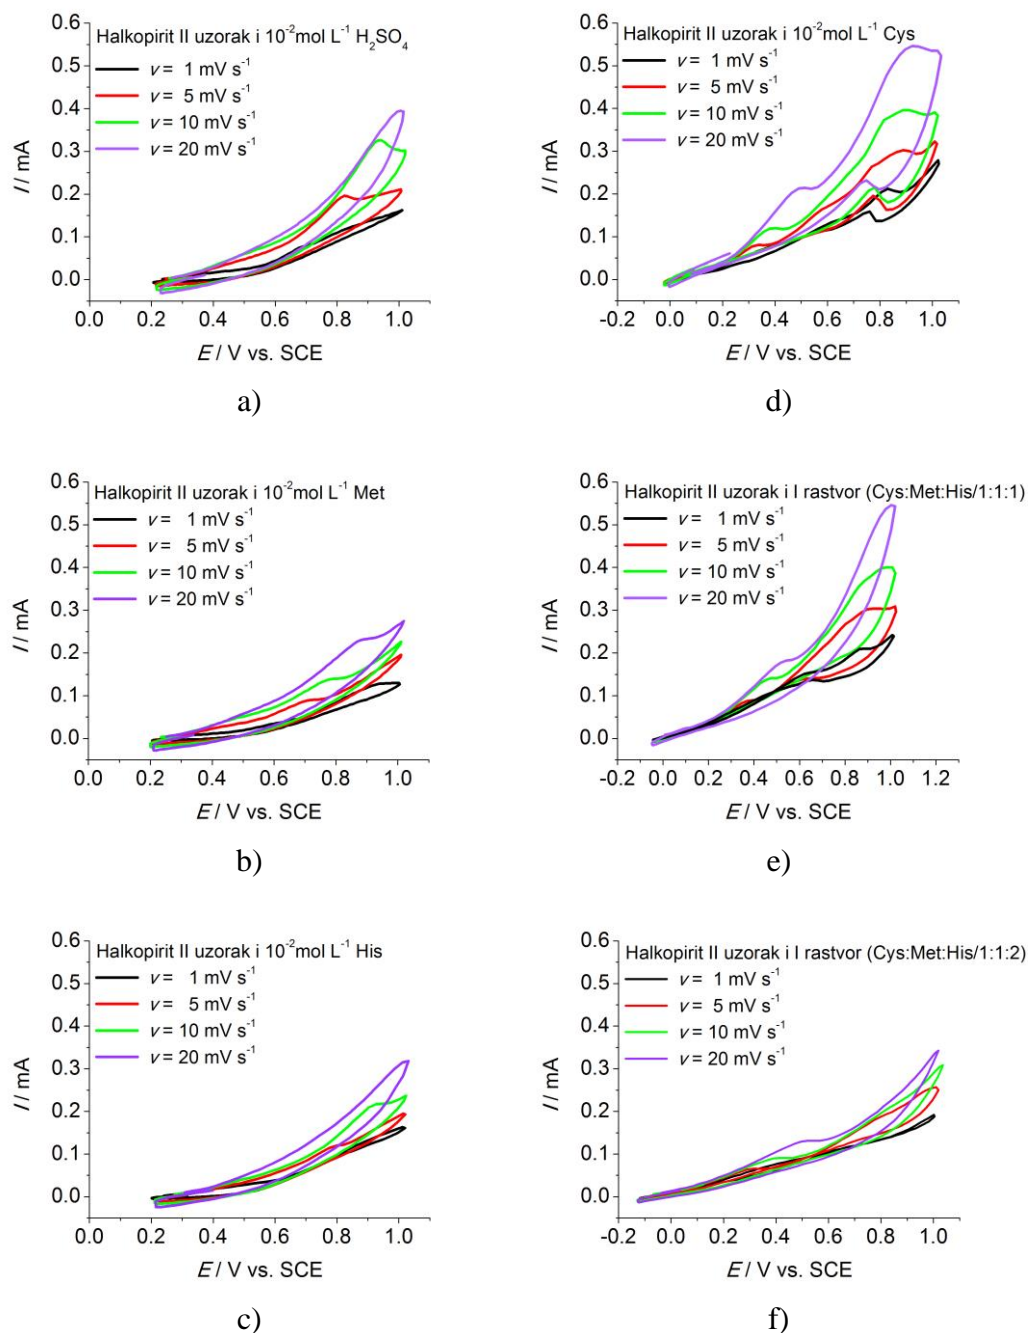 Halkopirit II uzorak i 10⁻²mol L⁻¹ H₂SO₄
ν = 1 mV s⁻¹
ν = 5 mV s⁻¹
ν = 10 mV s⁻¹
ν = 20 mV s⁻¹
0.6
0.5
0.4
0.3
0.2
0.1
0.0
I / mA
0.0 0.2 0.4 0.6 0.8 1.0
E / V vs. SCE
a)
Halkopirit II uzorak i 10⁻²mol L⁻¹ Cys
ν = 1 mV s⁻¹
ν = 5 mV s⁻¹
ν = 10 mV s⁻¹
ν = 20 mV s⁻¹
0.6
0.5
0.4
0.3
0.2
0.1
0.0
I / mA
-0.2 0.0 0.2 0.4 0.6 0.8 1.0
E / V vs. SCE
d)
Halkopirit II uzorak i 10⁻²mol L⁻¹ Met
ν = 1 mV s⁻¹
ν = 5 mV s⁻¹
ν = 10 mV s⁻¹
ν = 20 mV s⁻¹
0.6
0.5
0.4
0.3
0.2
0.1
0.0
I / mA
0.0 0.2 0.4 0.6 0.8 1.0
E / V vs. SCE
b)
Halkopirit II uzorak i I rastvor (Cys:Met:His/1:1:1)
ν = 1 mV s⁻¹
ν = 5 mV s⁻¹
ν = 10 mV s⁻¹
ν = 20 mV s⁻¹
0.6
0.5
0.4
0.3
0.2
0.1
0.0
I / mA
-0.2 0.0 0.2 0.4 0.6 0.8 1.0 1.2
E / V vs. SCE
e)
Halkopirit II uzorak i 10⁻²mol L⁻¹ His
ν = 1 mV s⁻¹
ν = 5 mV s⁻¹
ν = 10 mV s⁻¹
ν = 20 mV s⁻¹
0.6
0.5
0.4
0.3
0.2
0.1
0.0
I / mA
0.0 0.2 0.4 0.6 0.8 1.0
E / V vs. SCE
c)
Halkopirit II uzorak i I rastvor (Cys:Met:His/1:1:2)
ν = 1 mV s⁻¹
ν = 5 mV s⁻¹
ν = 10 mV s⁻¹
ν = 20 mV s⁻¹
0.6
0.5
0.4
0.3
0.2
0.1
0.0
I / mA
-0.2 0.0 0.2 0.4 0.6 0.8 1.0
E / V vs. SCE
f)